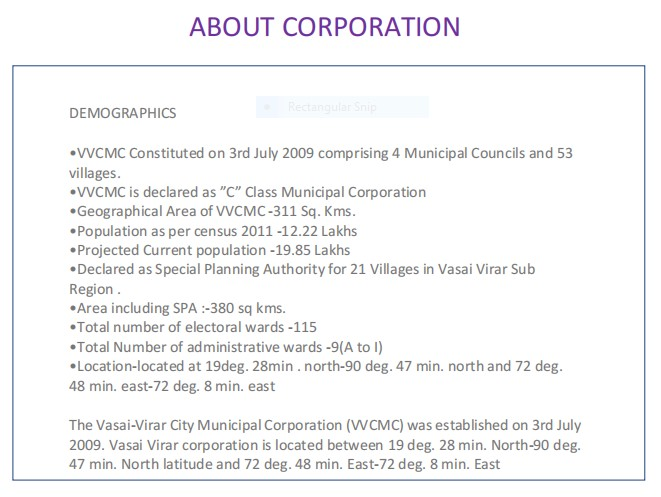 ABOUT CORPORATION
Rectangular Snip
DEMOGRAPHICS
•VVCMC Constituted on 3rd July 2009 comprising 4 Municipal Councils and 53
villages.
•VVCMC is declared as ”C” Class Municipal Corporation
•Geographical Area of VVCMC-311 Sq. Kms.
•Population as per census 2011 -12.22 Lakhs
•Projected Current population -19.85 Lakhs
•Declared as Special Planning Authority for 21 Villages in Vasai Virar Sub
Region .
•Area including SPA :-380 sq kms.
•Total number of electoral wards -115
•Total Number of administrative wards -9(A to I)
•Location-located at 19deg. 28min . north-90 deg. 47 min. north and 72 deg.
48 min. east-72 deg. 8 min. east
The Vasai-Virar City Municipal Corporation (VVCMC) was established on 3rd July
2009. Vasai Virar corporation is located between 19 deg. 28 min. North-90 deg.
47 min. North latitude and 72 deg. 48 min. East-72 deg. 8 min. East